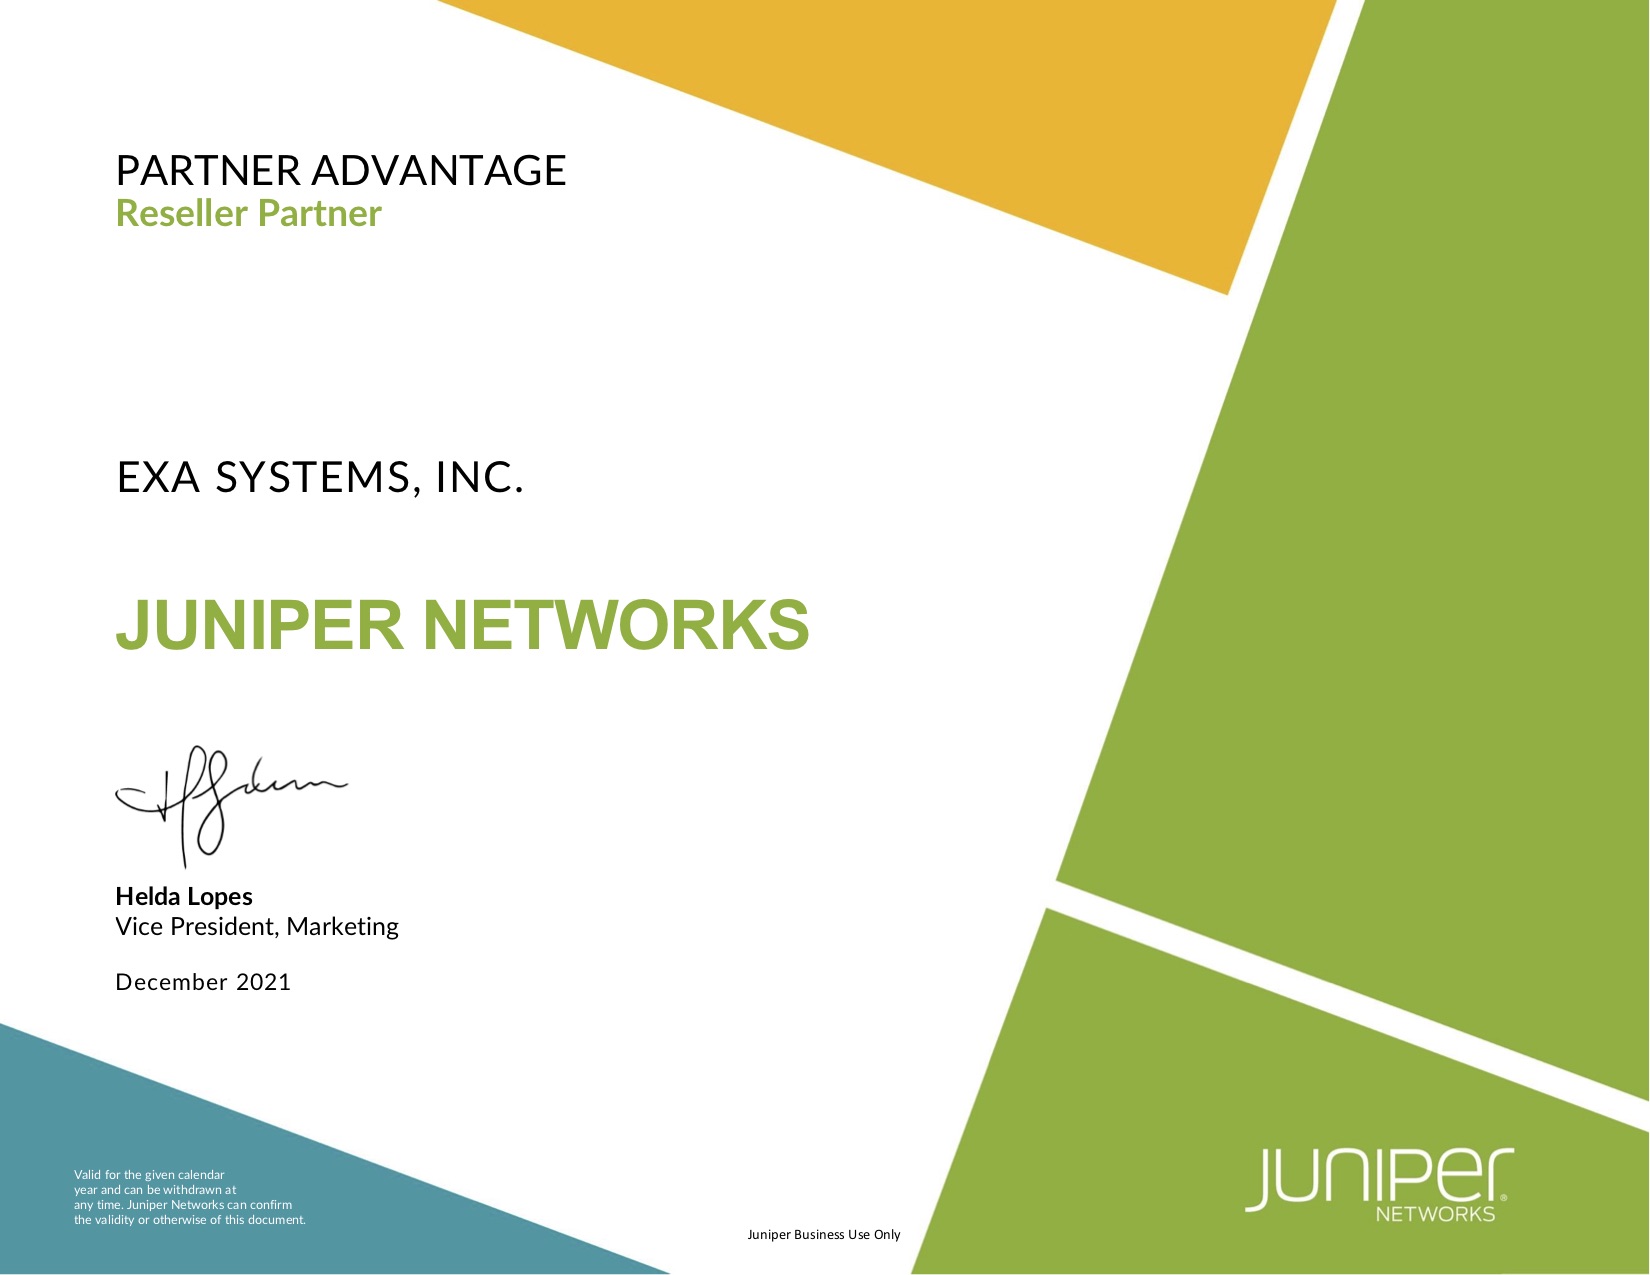 PARTNER ADVANTAGE
Reseller Partner
EXA SYSTEMS, INC.
JUNIPER NETWORKS
Helda Lopes
Vice President, Marketing
December 2021
Valid for the given calendar
year and can be withdrawn at
any time. Juniper Networks can confirm
the validity or otherwise of this document.
Juniper Business Use Only
JUNIPER®
NETWORKS